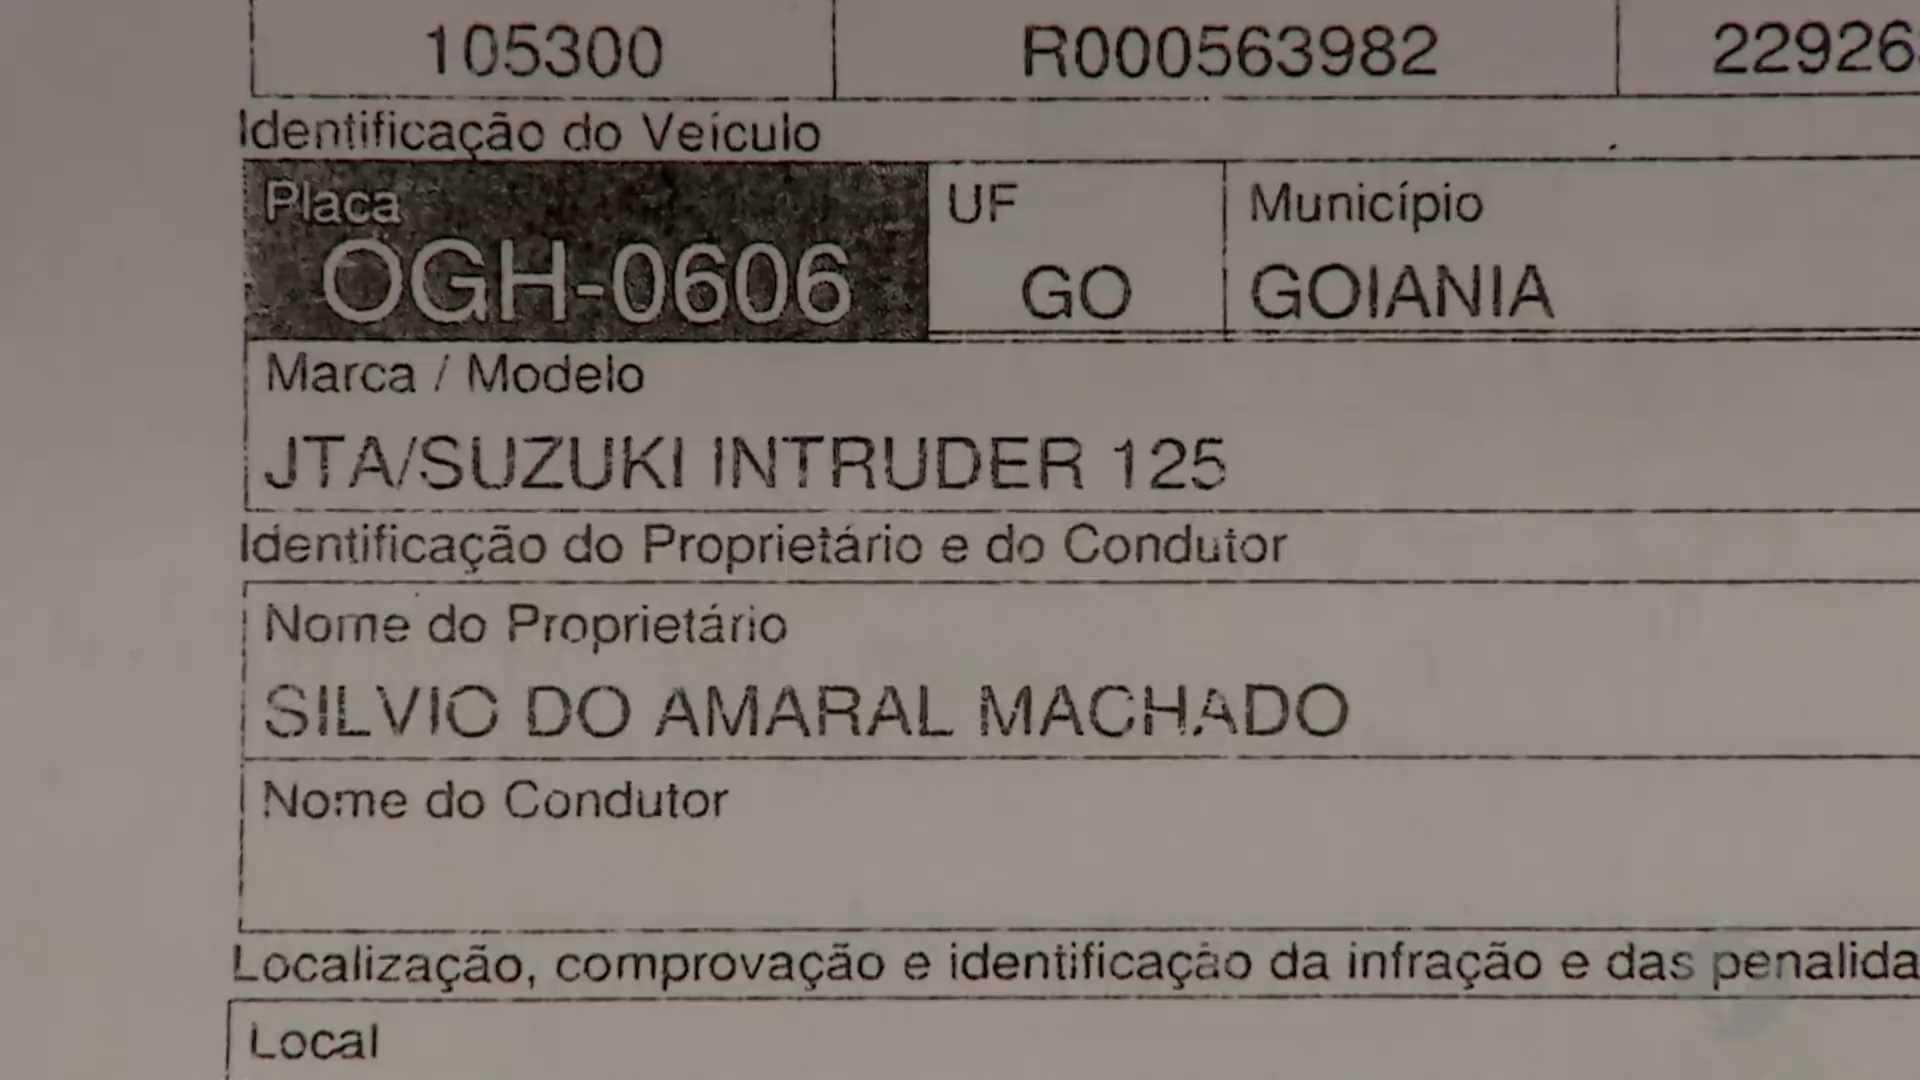 105300 R000563982 22926
Identificação do Veículo
Placa UF Município
OGH-0606 GO GOIANIA
Marca / Modelo
JTA/SUZUKI INTRUDER 125
Identificação do Proprietário e do Condutor
Nome do Proprietário
SILVIO DO AMARAL MACHADO
Nome do Condutor
Localização, comprovação e identificação da infração e das penalida
Local